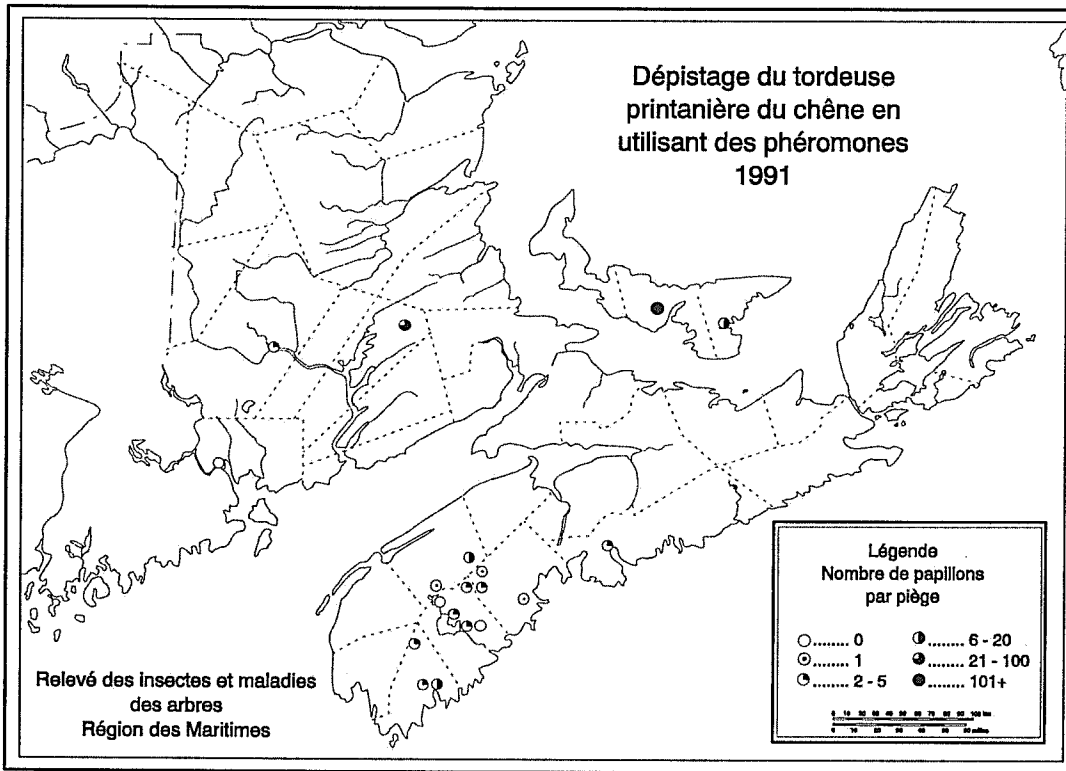 Dépistage du tordeuse
printanière du chêne en
utilisant des phéromones
1991
Légende
Nombre de papillons
par piège
........ 0 ........ 6 - 20
........ 1 ........ 21 - 100
........ 2 - 5 ........ 101+
Relevé des insectes et maladies
des arbres
Région des Maritimes